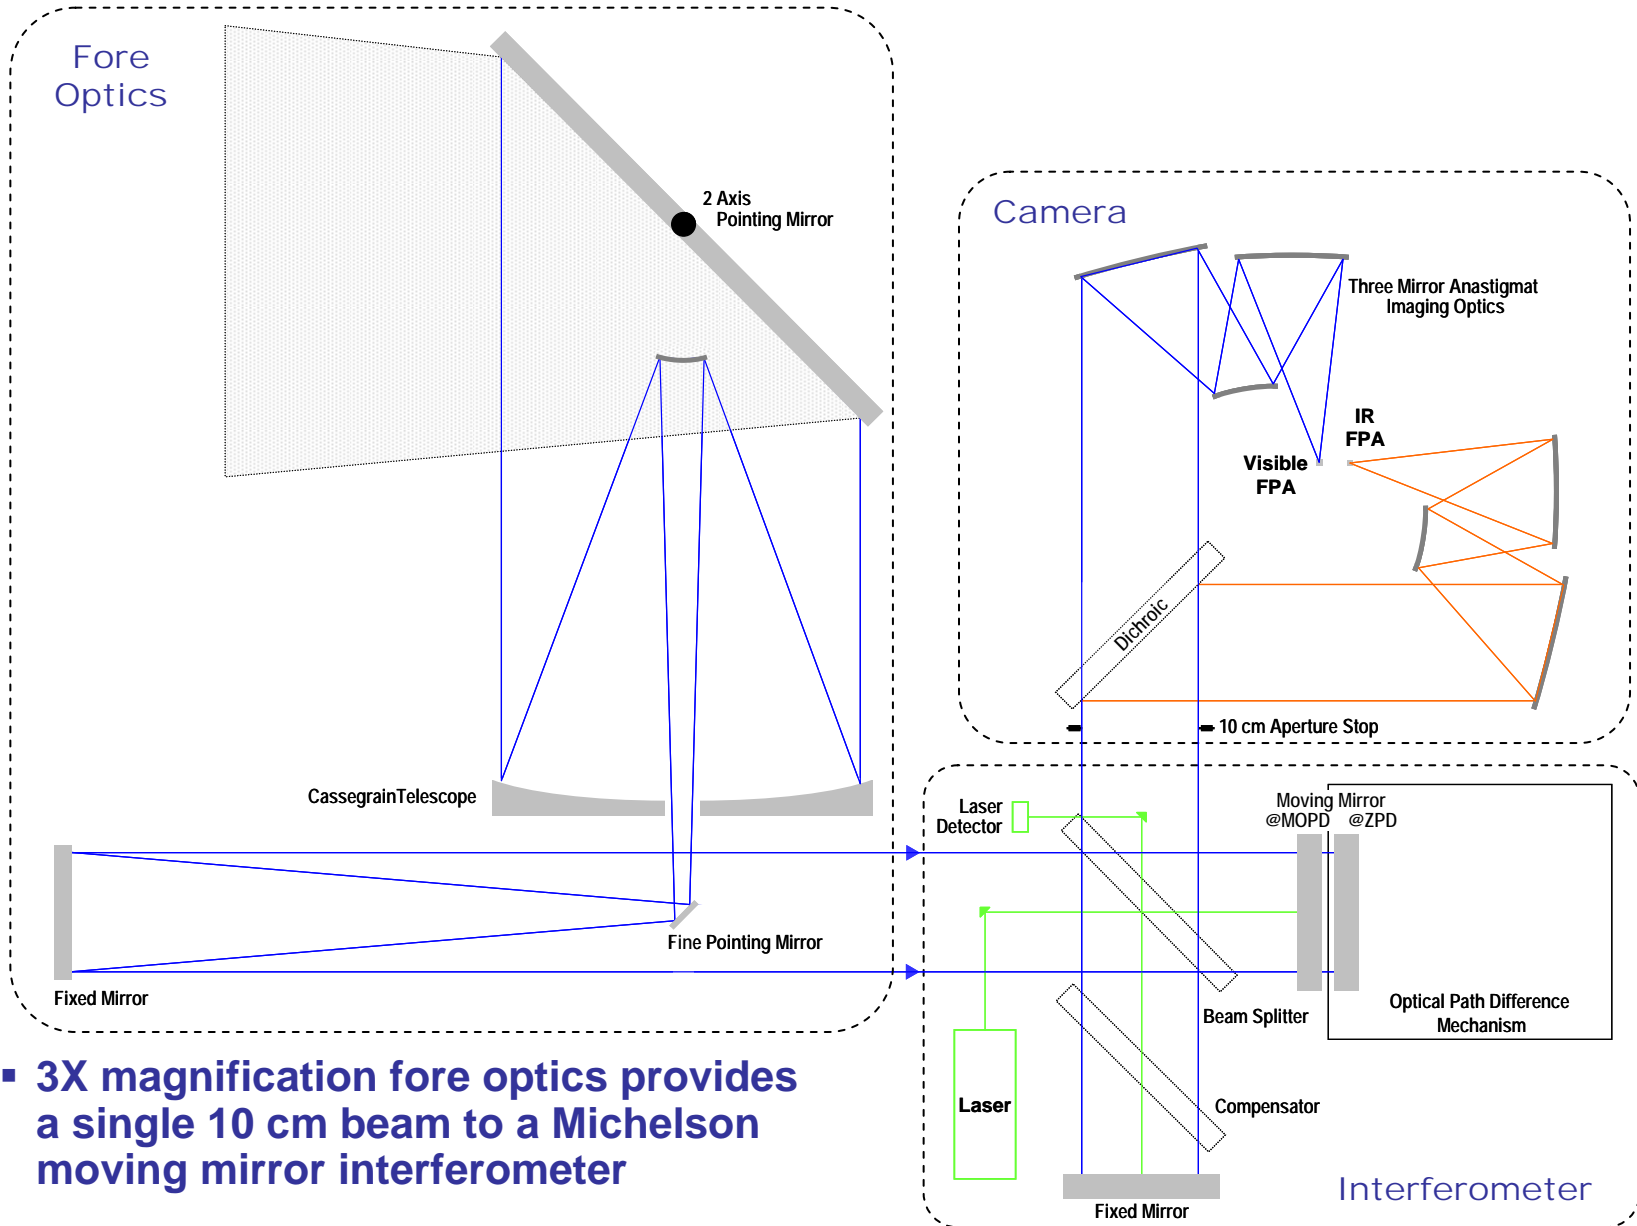 Fore
Optics
2 Axis
Pointing Mirror
CassegrainTelescope
Fine Pointing Mirror
Fixed Mirror
Camera
Three Mirror Anastigmat
Imaging Optics
IR
FPA
Visible
FPA
Dichroic
10 cm Aperture Stop
Laser
Detector
Moving Mirror
@MOPD @ZPD
Beam Splitter
Optical Path Difference
Mechanism
Laser
Compensator
Fixed Mirror
Interferometer
▪ 3X magnification fore optics provides
a single 10 cm beam to a Michelson
moving mirror interferometer